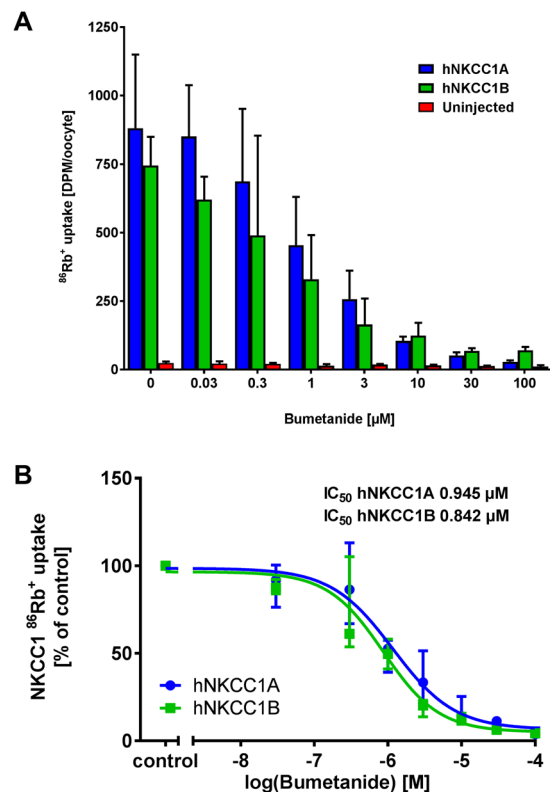 A
1250
1000
750
500
250
0
⁸⁶Rb⁺ uptake [DPM/oocyte]
hNKCC1A
hNKCC1B
Uninjected
0 0.03 0.3 1 3 10 30 100
Bumetanide [µM]
B
150
100
50
0
NKCC1 ⁸⁶Rb⁺ uptake
[% of control]
IC₅₀ hNKCC1A 0.945 µM
IC₅₀ hNKCC1B 0.842 µM
hNKCC1A
hNKCC1B
control -8 -7 -6 -5 -4
log(Bumetanide) [M]